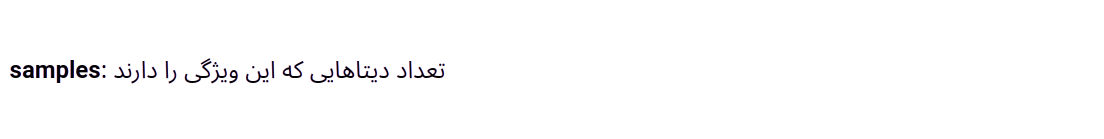 samples: تعداد دیتاهایی که این ویژگی را دارند